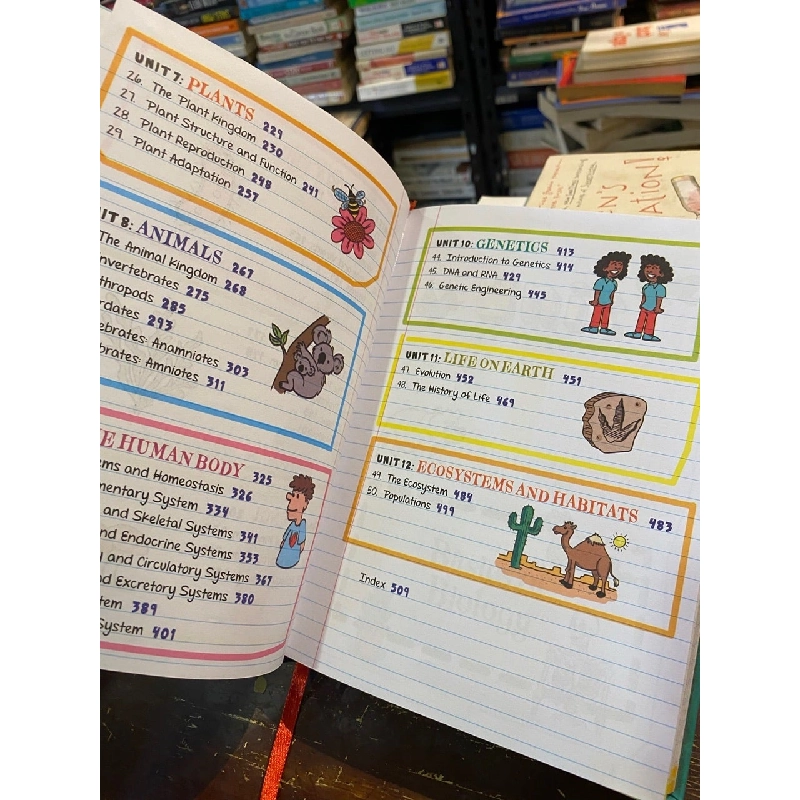 UNIT 7: PLANTS 229
26. The Plant Kingdom 230
27. Plant Structure and Function 241
28. Plant Reproduction 248
29. Plant Adaptation 257
8: ANIMALS 267
The Animal Kingdom 268
nvertebrates 275
thropods 285
rdates 293
ebrates: Anamniotes 303
brates: Amniotes 311
E HUMAN BODY 325
ems and Homeostasis 326
mentary System 334
and Skeletal Systems 341
nd Endocrine Systems 353
and Circulatory Systems 367
d Excretory Systems 380
tem 389
System 401
UNIT 10: GENETICS 413
44. Introduction to Genetics 414
45. DNA and RNA 429
46. Genetic Engineering 445
UNIT 11: LIFE ON EARTH 451
47. Evolution 452
48. The History of Life 469
UNIT 12: ECOSYSTEMS AND HABITATS 483
49. The Ecosystem 484
50. Populations 499
Index 509
EN'S
ATION!